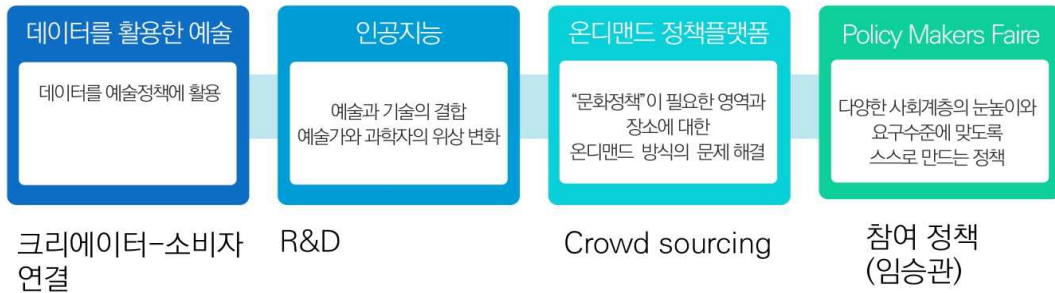 데이터를 활용한 예술
데이터를 예술정책에 활용
크리에이터-소비자
연결
인공지능
예술과 기술의 결합
예술가와 과학자의 위상 변화
R&D
온디맨드 정책플랫폼
“문화정책”이 필요한 영역과
장소에 대한
온디맨드 방식의 문제 해결
Crowd sourcing
Policy Makers Faire
다양한 사회계층의 눈높이와
요구수준에 맞도록
스스로 만드는 정책
참여 정책
(임승관)